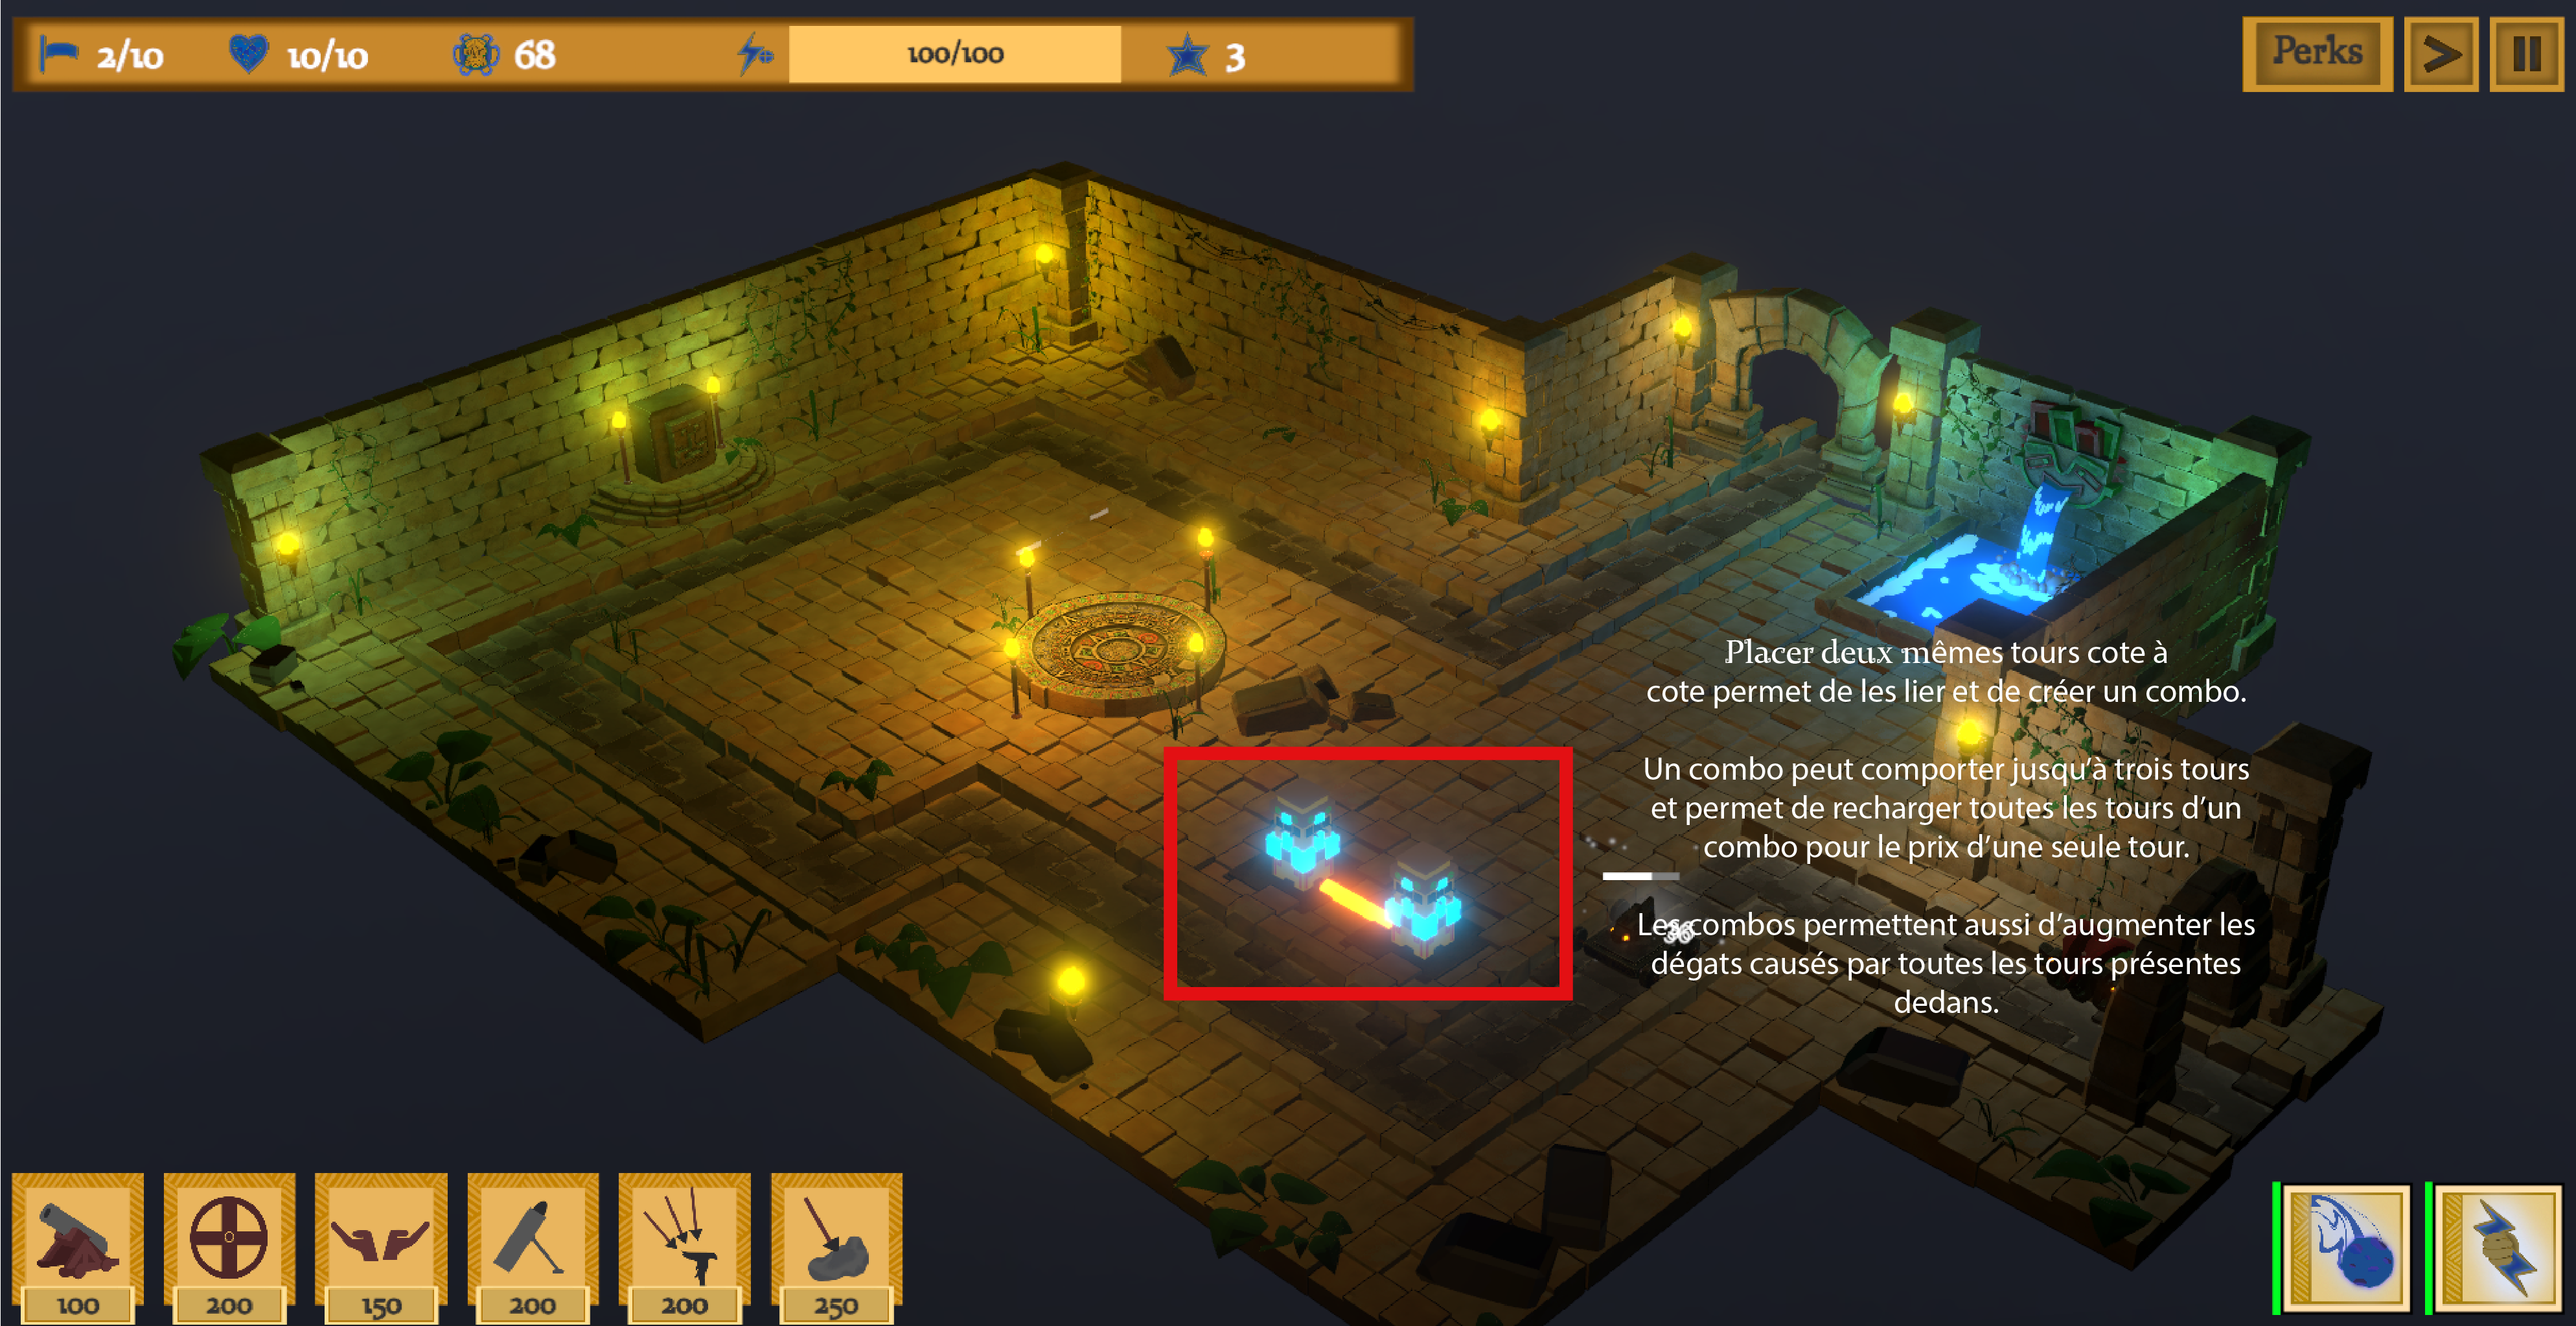 2/10
10/10
68
100/100
3
Perks
>
Placer deux mêmes tours cote à
cote permet de les lier et de créer un combo.
Un combo peut comporter jusqu'à trois tours
et permet de recharger toutes les tours d'un
combo pour le prix d'une seule tour.
36
Les combos permettent aussi d'augmenter les
dégats causés par toutes les tours présentes
dedans.
100
200
150
200
200
250